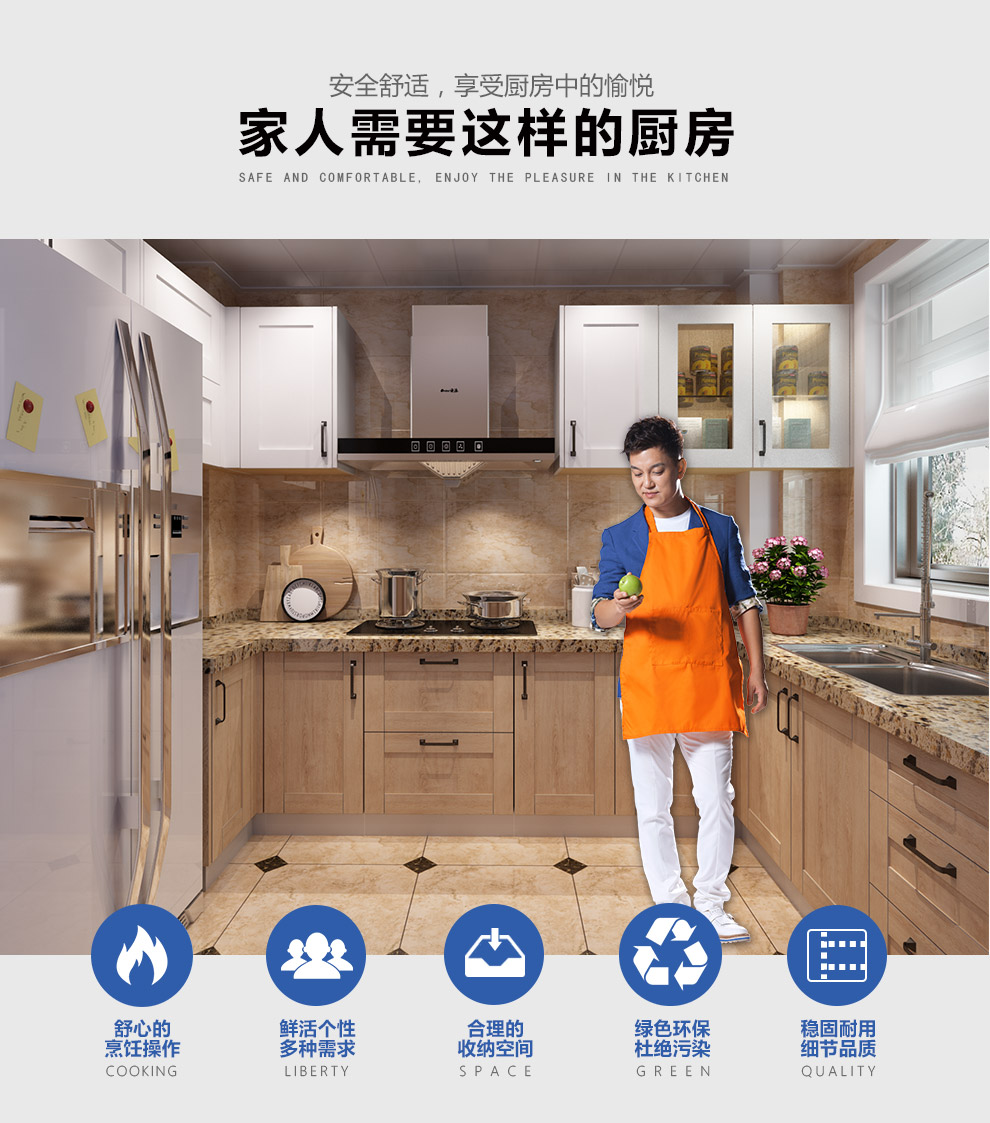 安全舒适，享受厨房中的愉悦
家人需要这样的厨房
SAFE AND COMFORTABLE, ENJOY THE PLEASURE IN THE KITCHEN
舒心的
烹饪操作
COOKING
鲜活个性
多种需求
LIBERTY
合理的
收纳空间
SPACE
绿色环保
杜绝污染
GREEN
稳固耐用
细节品质
QUALITY